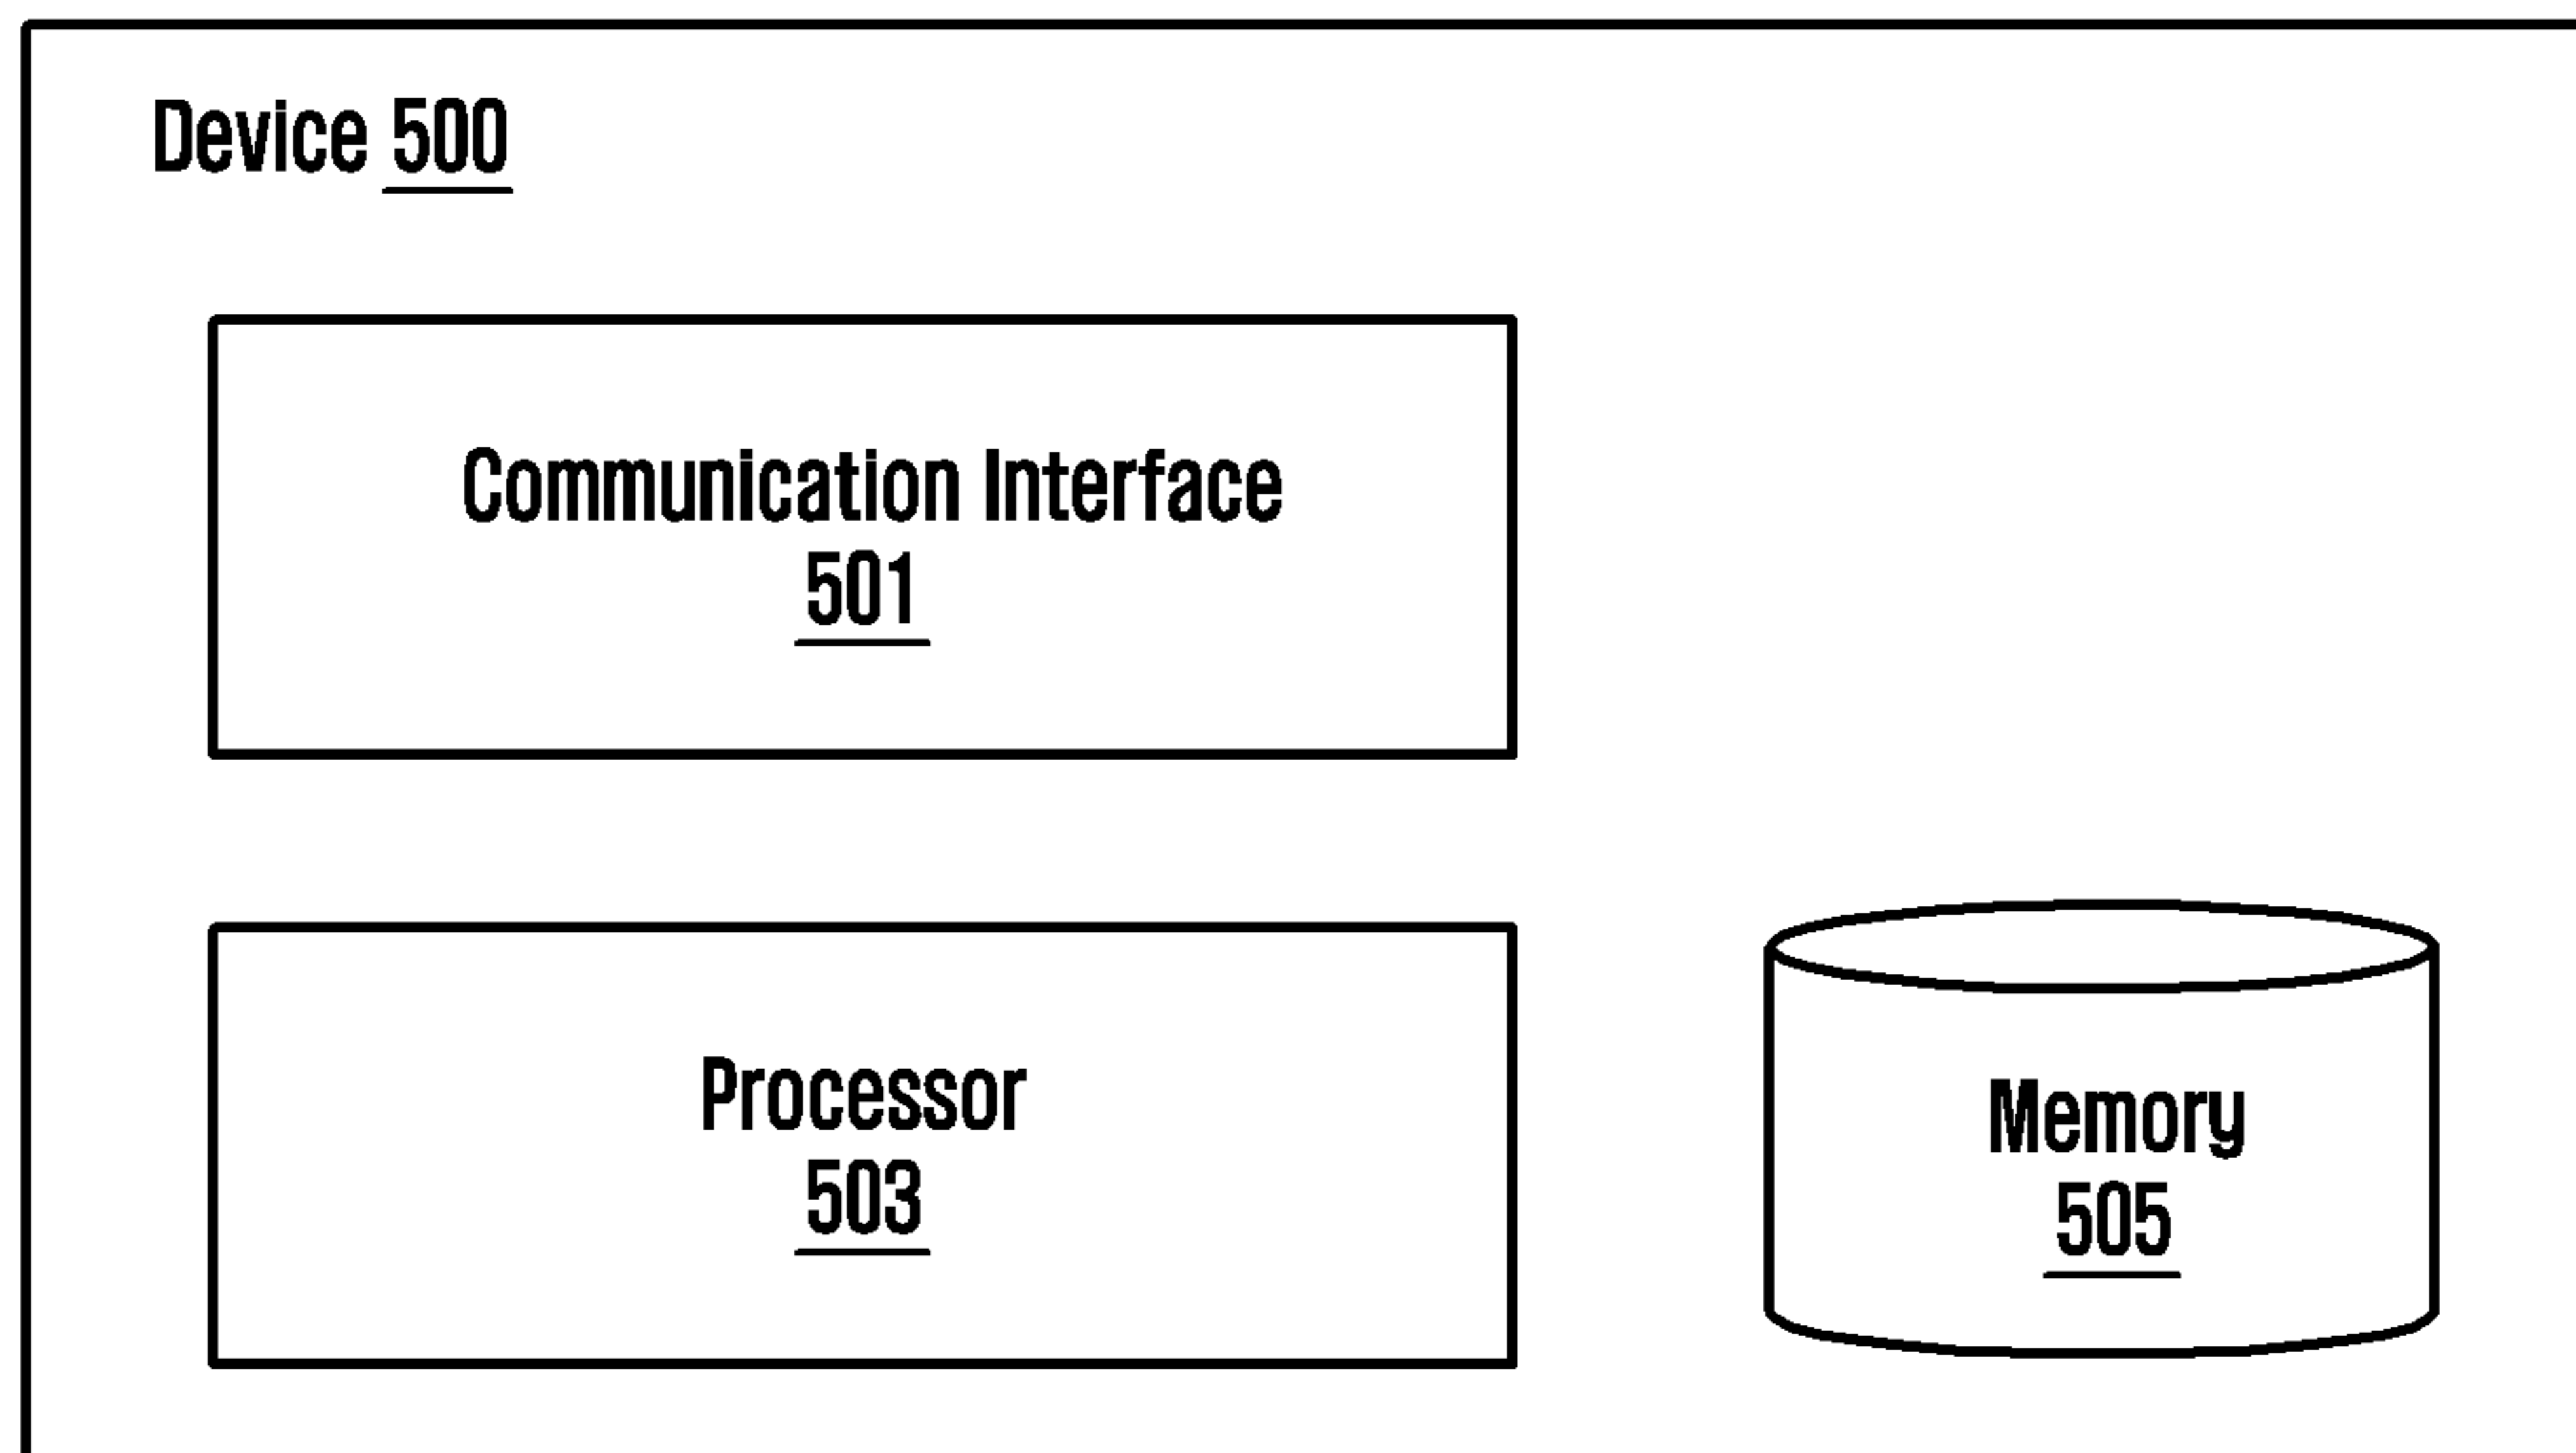 Device 500
Communication Interface
501
Processor
503
Memory
505